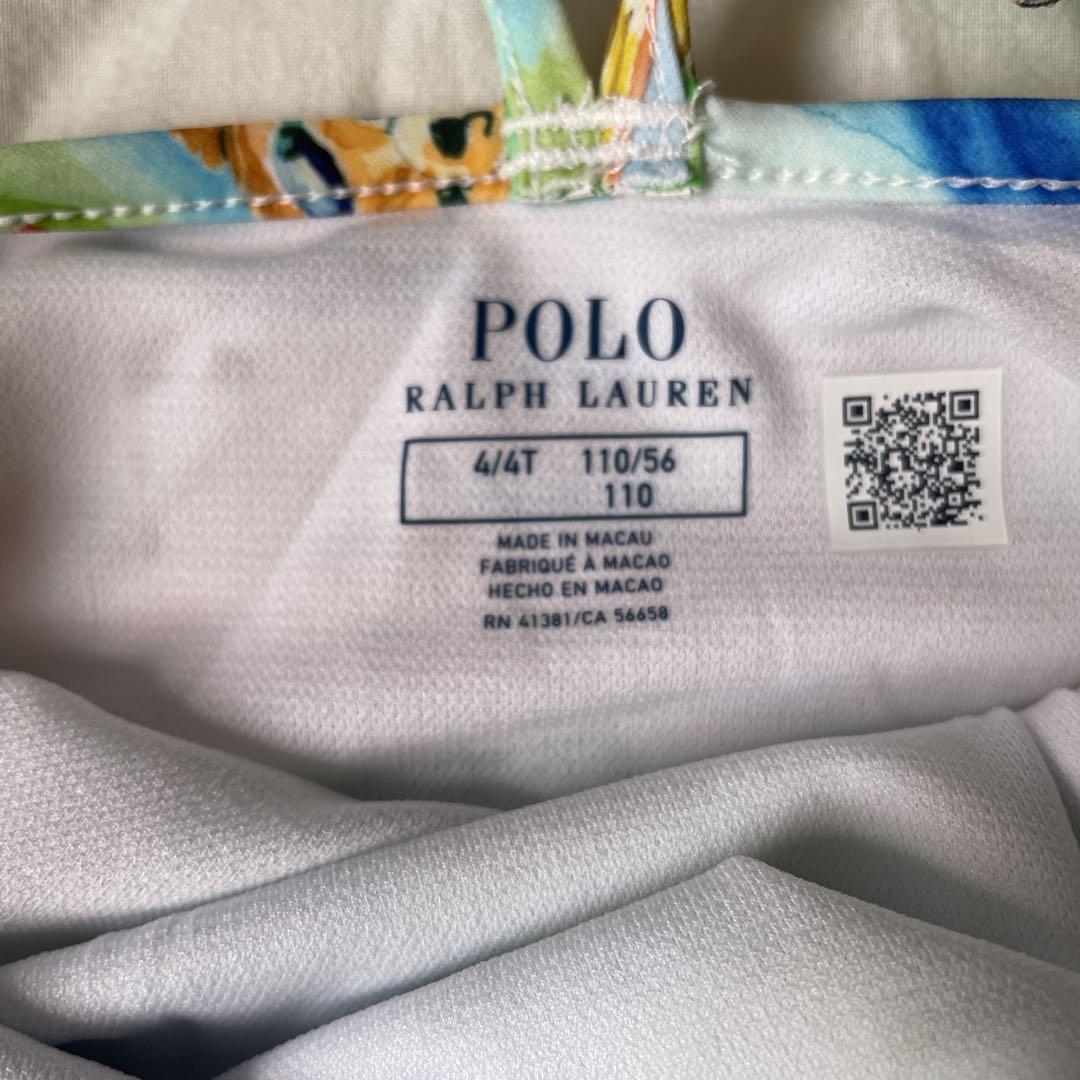 POLO
RALPH LAUREN
4/4T 110/56
110
MADE IN MACAU
FABRIQUÉ À MACAO
HECHO EN MACAO
RN 41381/CA 56658